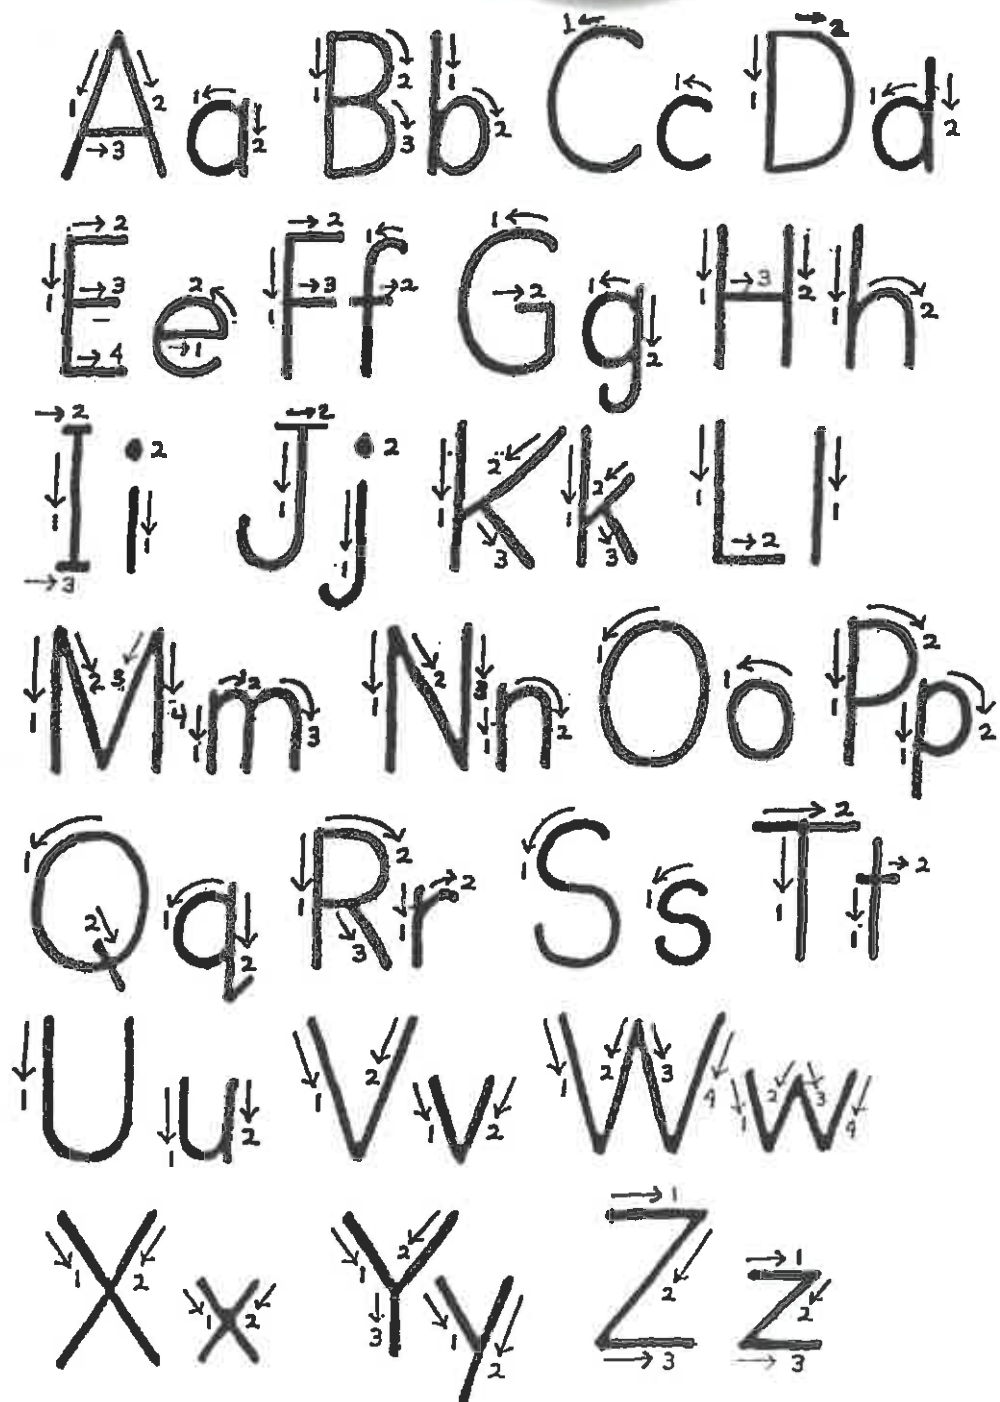 Aa Bb Cc Dd
Ee Ff Gg Hh
Ii Jj Kk Ll
Mm Nn Oo Pp
Qq Rr Ss Tt
Uu Vv Ww
Xx Yy Zz